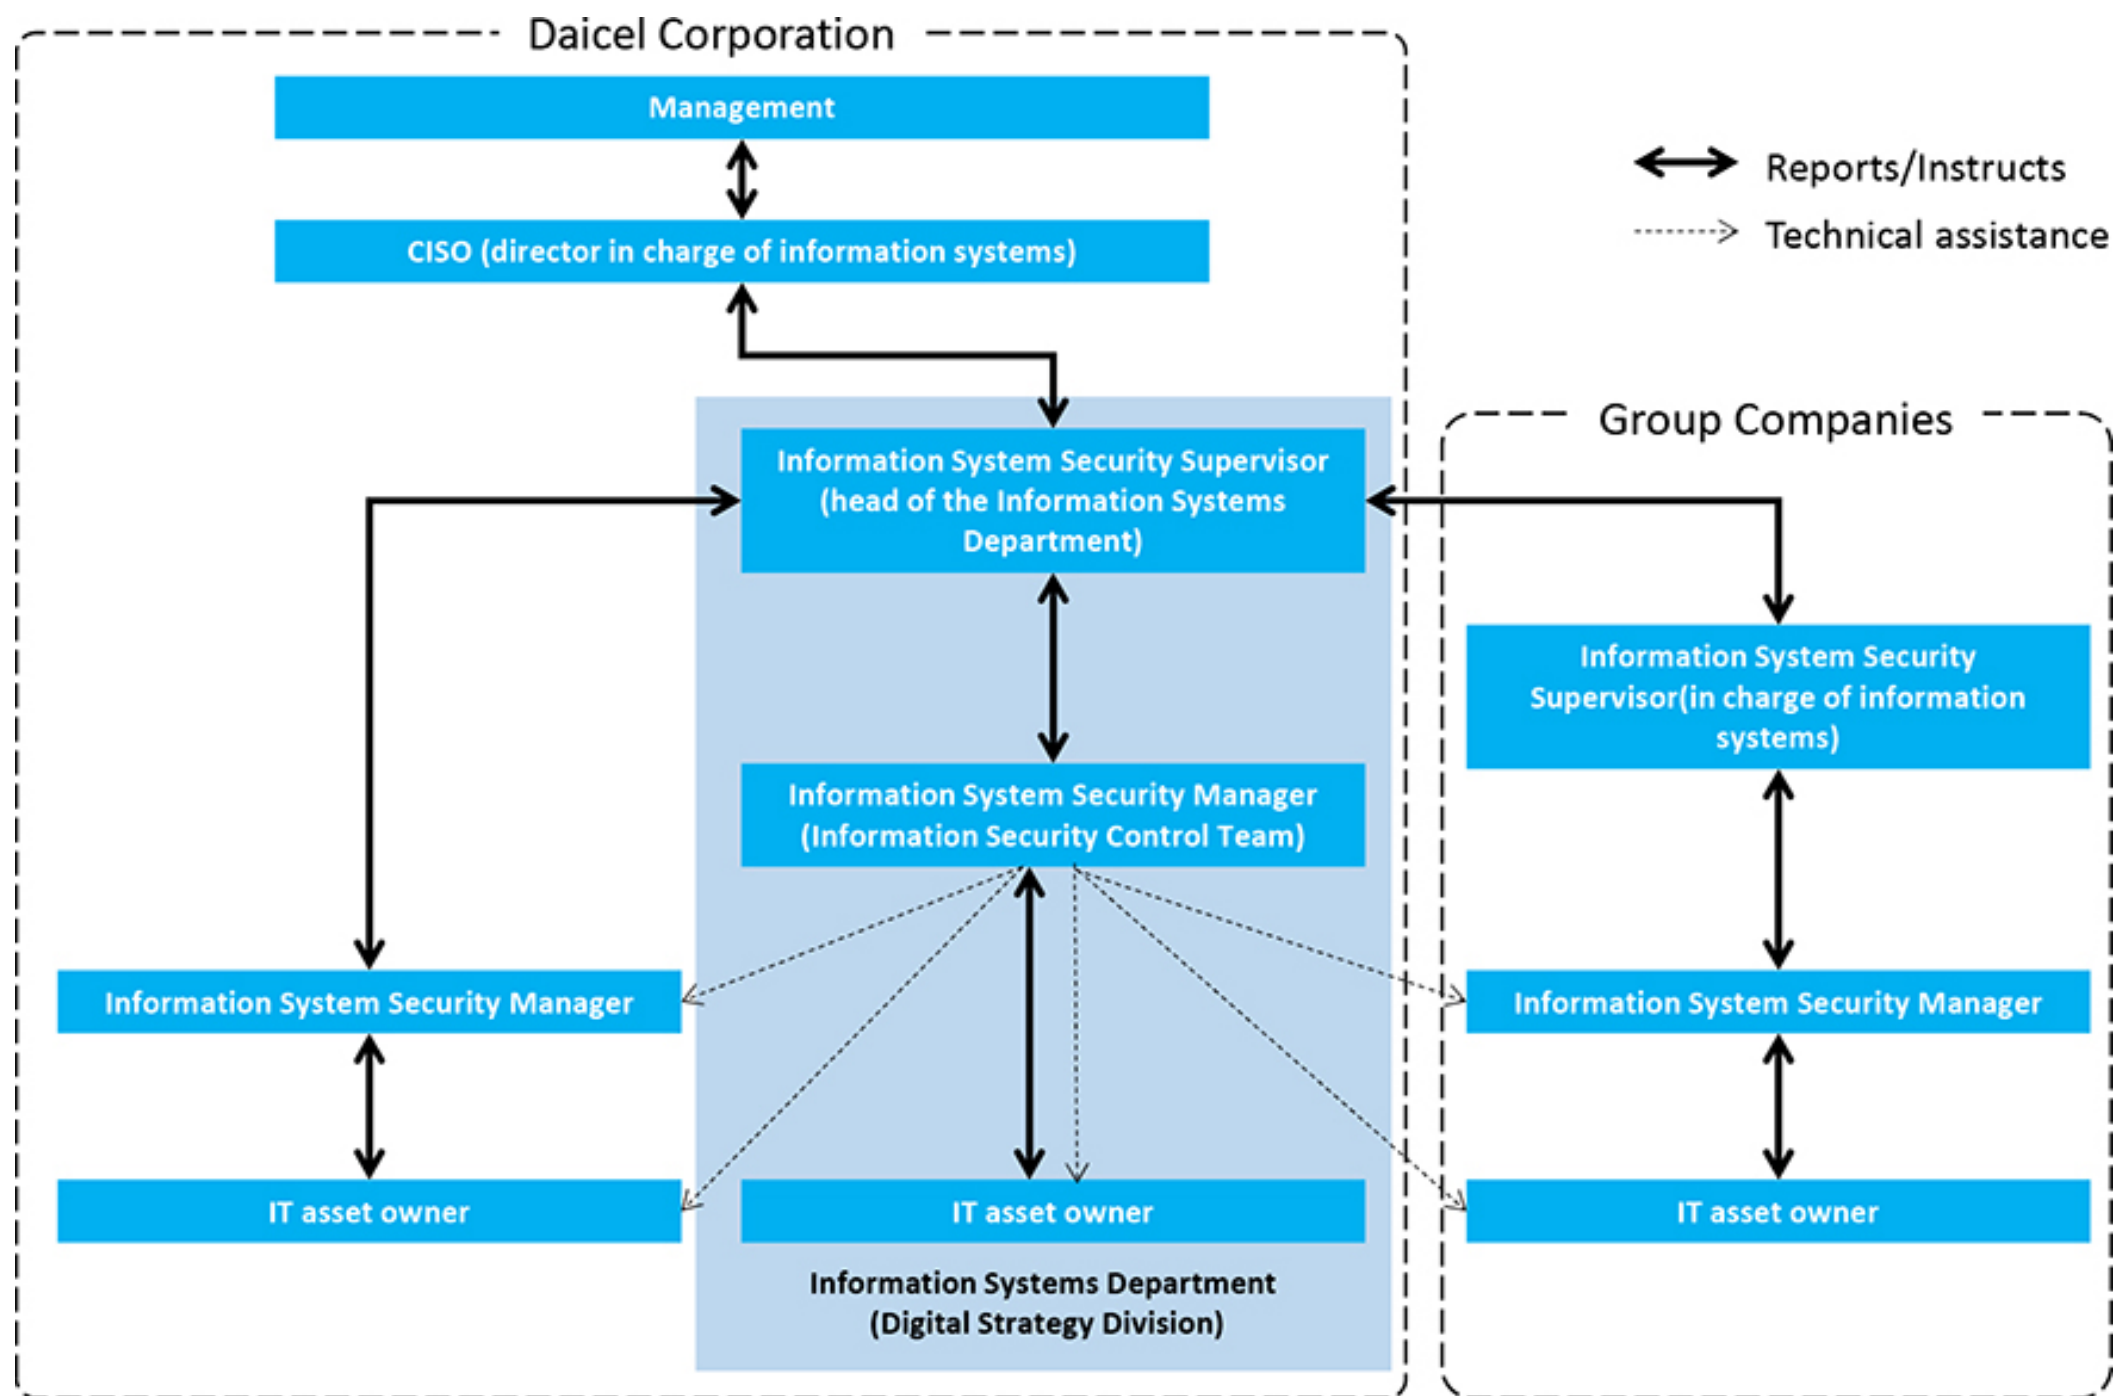 Daicel Corporation
Management
CISO (director in charge of information systems)
Reports/Instructs
Technical assistance
Information System Security Supervisor
(head of the Information Systems
Department)
Group Companies
Information System Security
Supervisor(in charge of information
systems)
Information System Security Manager
(Information Security Control Team)
Information System Security Manager
Information System Security Manager
IT asset owner
IT asset owner
IT asset owner
Information Systems Department
(Digital Strategy Division)